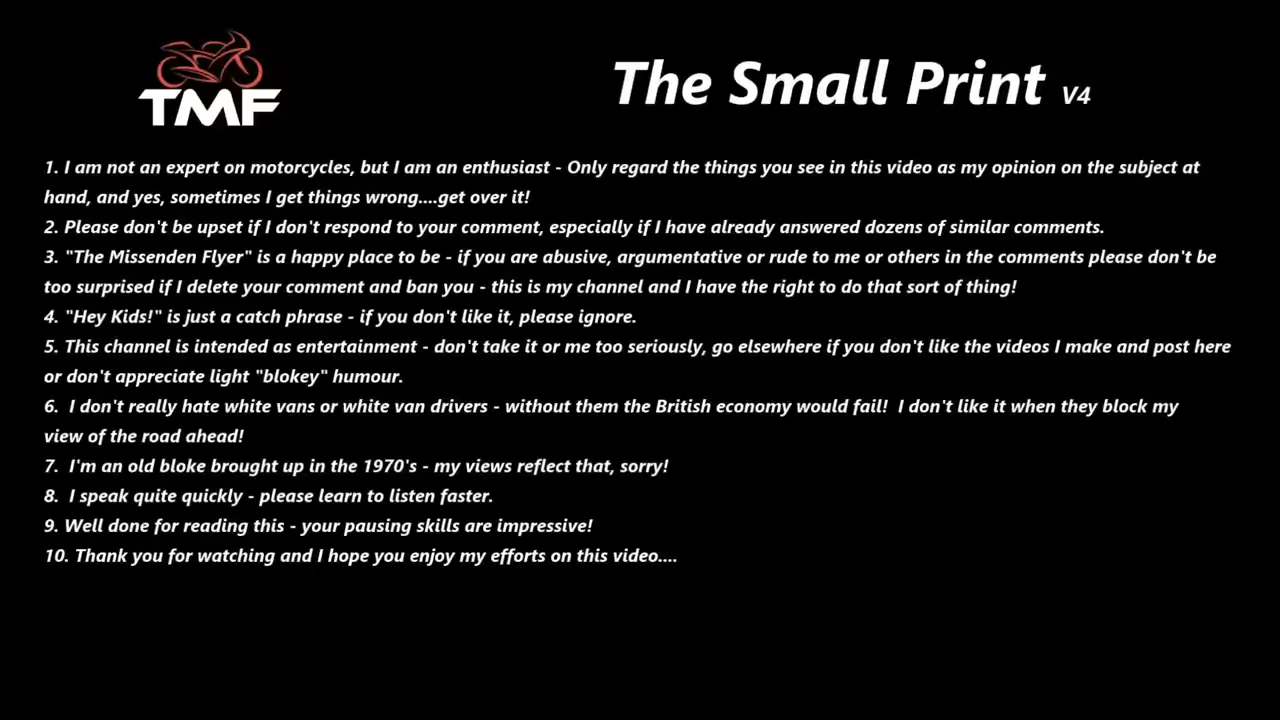 TMF
The Small Print V4
1. I am not an expert on motorcycles, but I am an enthusiast - Only regard the things you see in this video as my opinion on the subject at
hand, and yes, sometimes I get things wrong....get over it!
2. Please don't be upset if I don't respond to your comment, especially if I have already answered dozens of similar comments.
3. "The Missenden Flyer" is a happy place to be - if you are abusive, argumentative or rude to me or others in the comments please don't be
too surprised if I delete your comment and ban you - this is my channel and I have the right to do that sort of thing!
4. "Hey Kids!" is just a catch phrase - if you don't like it, please ignore.
5. This channel is intended as entertainment - don't take it or me too seriously, go elsewhere if you don't like the videos I make and post here
or don't appreciate light "blokey" humour.
6.  I don't really hate white vans or white van drivers - without them the British economy would fail!  I don't like it when they block my
view of the road ahead!
7.  I'm an old bloke brought up in the 1970's - my views reflect that, sorry!
8.  I speak quite quickly - please learn to listen faster.
9. Well done for reading this - your pausing skills are impressive!
10. Thank you for watching and I hope you enjoy my efforts on this video....